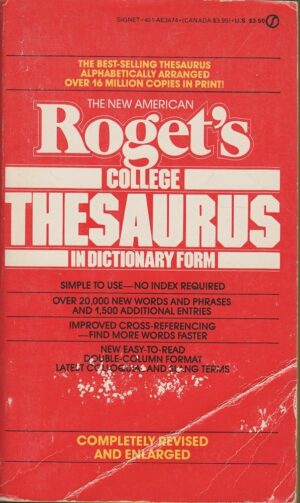 SIGNET • 451-AE3474 • (CANADA $3.95) • U.S. $3.50
THE BEST-SELLING THESAURUS
ALPHABETICALLY ARRANGED
OVER 16 MILLION COPIES IN PRINT!
THE NEW AMERICAN
Roget's
COLLEGE
THESAURUS
IN DICTIONARY FORM
SIMPLE TO USE—NO INDEX REQUIRED
OVER 20,000 NEW WORDS AND PHRASES
AND 1,500 ADDITIONAL ENTRIES
IMPROVED CROSS-REFERENCING
—FIND MORE WORDS FASTER
NEW EASY-TO-READ
DOUBLE-COLUMN FORMAT
LATEST COLLOQUIAL AND SLANG TERMS
COMPLETELY REVISED
AND ENLARGED